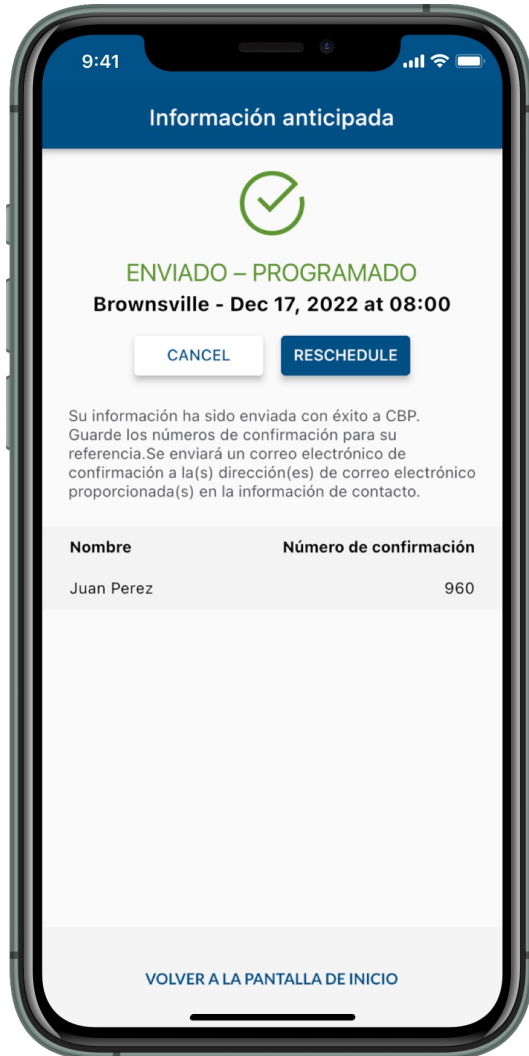 9:41
Información anticipada
ENVIADO – PROGRAMADO
Brownsville - Dec 17, 2022 at 08:00
CANCEL RESCHEDULE
Su información ha sido enviada con éxito a CBP.
Guarde los números de confirmación para su
referencia.Se enviará un correo electrónico de
confirmación a la(s) dirección(es) de correo electrónico
proporcionada(s) en la información de contacto.
Nombre Número de confirmación
Juan Perez 960
VOLVER A LA PANTALLA DE INICIO